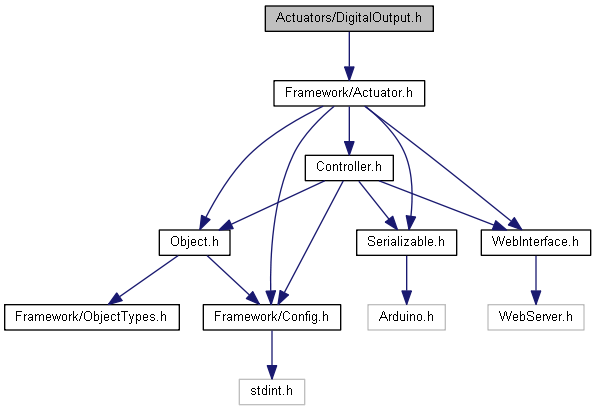 Actuators/DigitalOutput.h
Framework/Actuator.h
Controller.h
Object.h
Serializable.h
WebInterface.h
Framework/ObjectTypes.h
Framework/Config.h
Arduino.h
WebServer.h
stdint.h